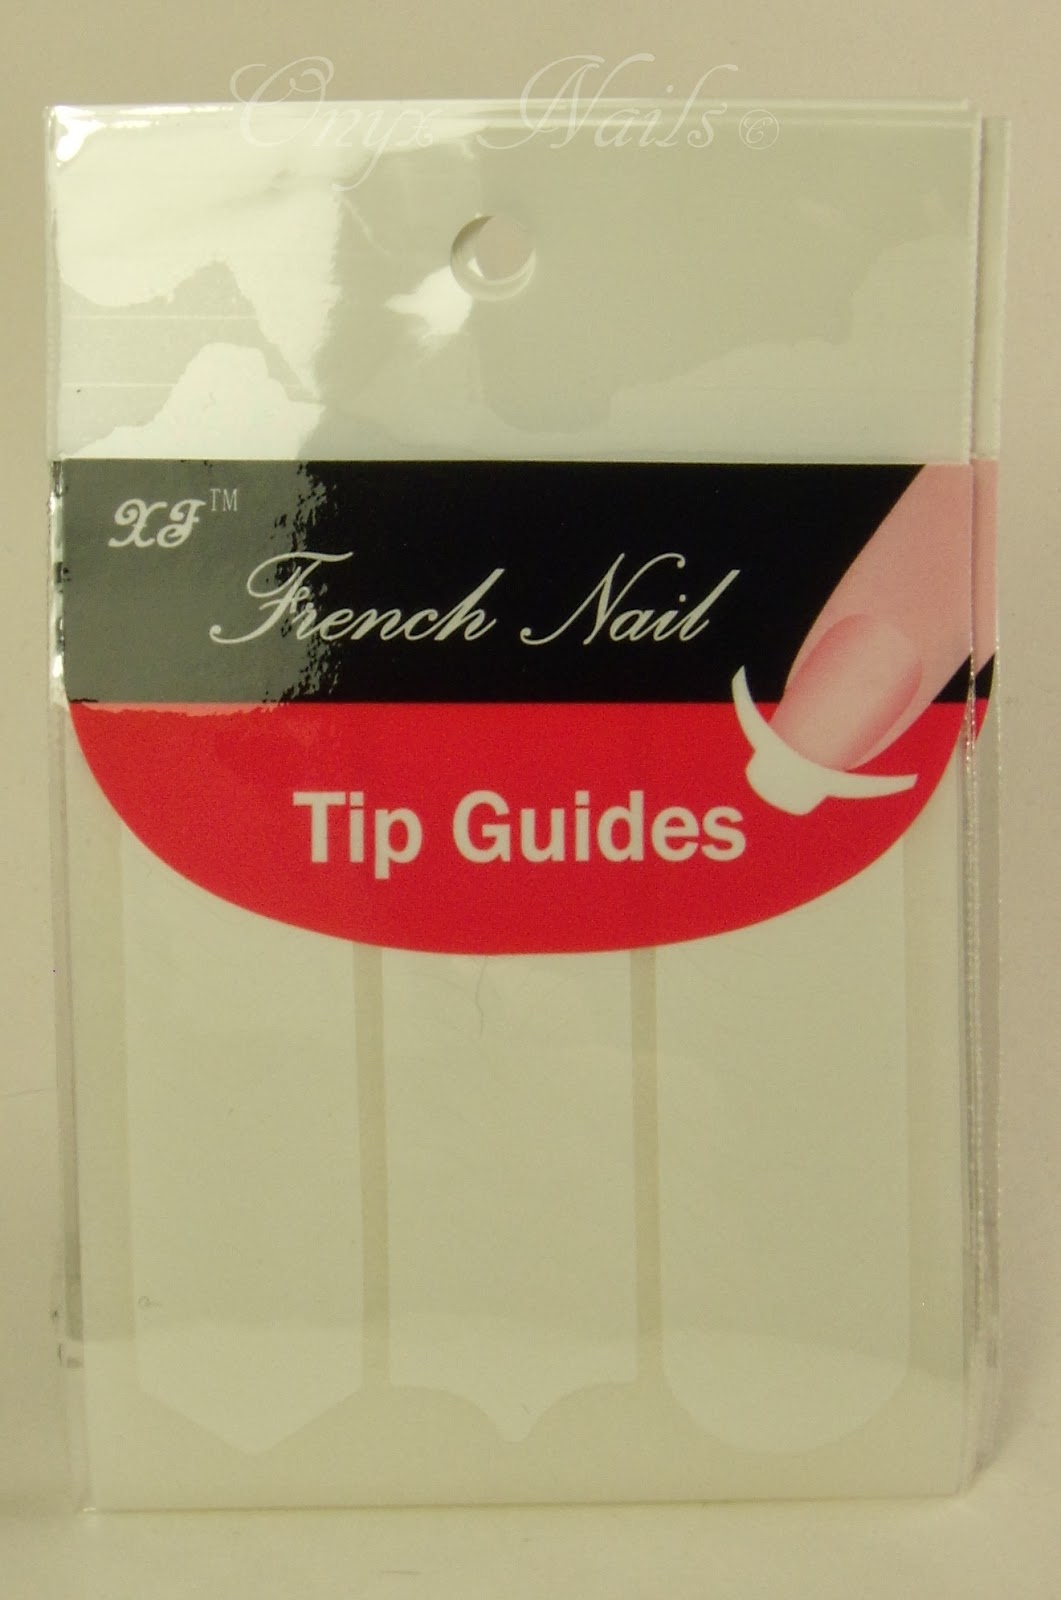 Onyx Nails ©
XF™
French Nail
Tip Guides